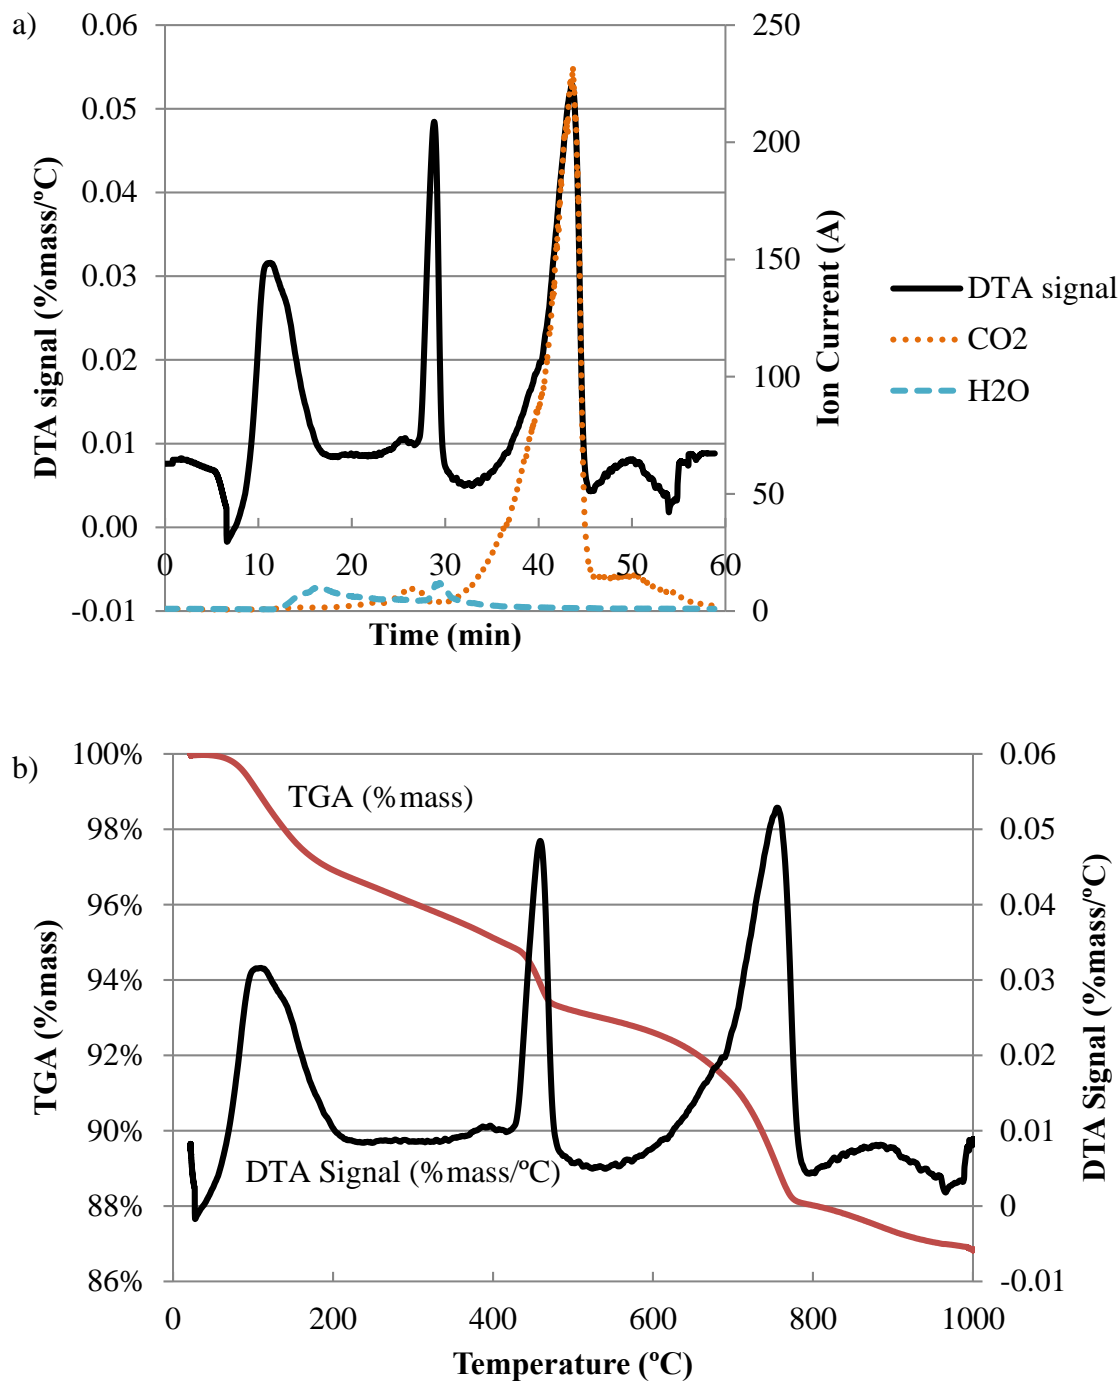 a)
0.06
0.05
0.04
0.03
0.02
0.01
0.00
-0.01
DTA signal (%mass/ºC)
0 10 20 30 40 50 60
Time (min)
250
200
150
100
50
0
Ion Current (A)
DTA signal
CO2
H2O
b)
100%
98%
96%
94%
92%
90%
88%
86%
TGA (%mass)
TGA (%mass)
DTA Signal (%mass/ºC)
0.06
0.05
0.04
0.03
0.02
0.01
0
-0.01
DTA Signal (%mass/ºC)
0 200 400 600 800 1000
Temperature (ºC)